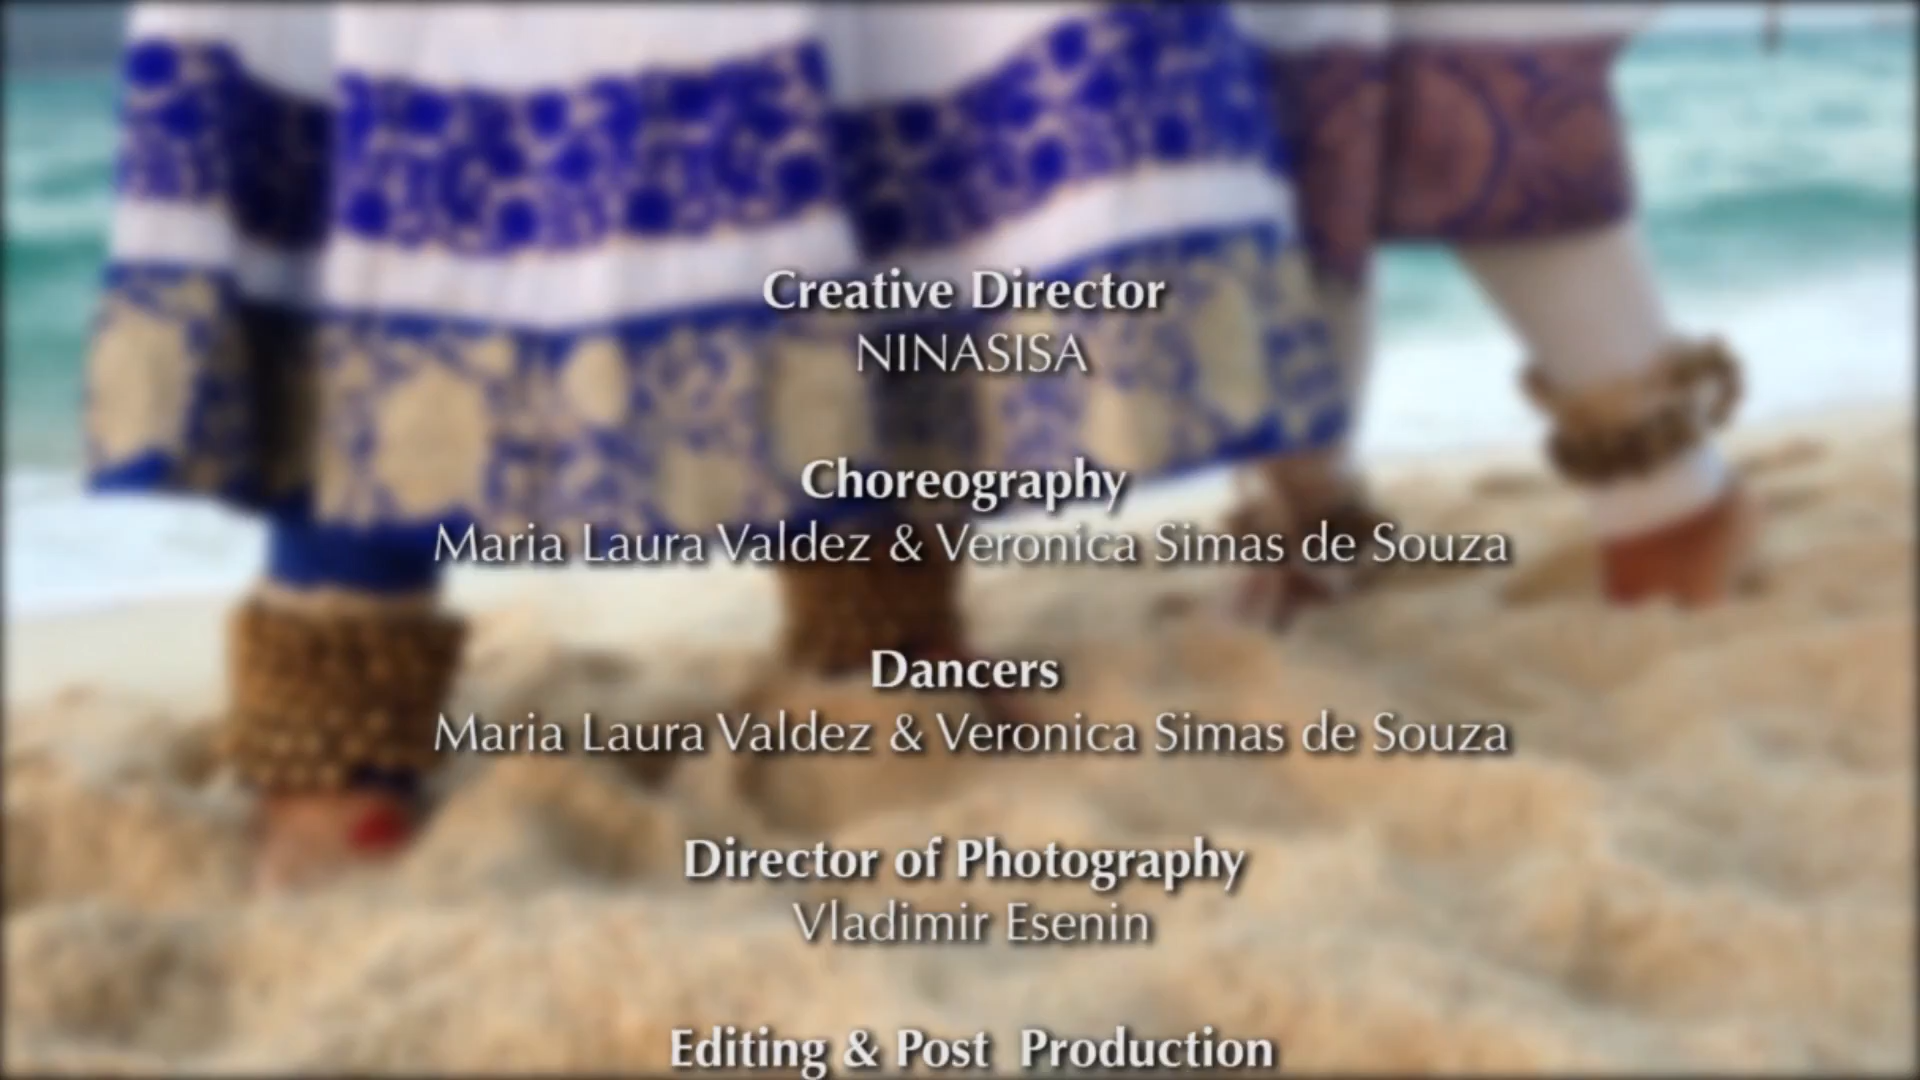 Creative Director
NINASISA
Choreography
Maria Laura Valdez & Veronica Simas de Souza
Dancers
Maria Laura Valdez & Veronica Simas de Souza
Director of Photography
Vladimir Esenin
Editing & Post Production